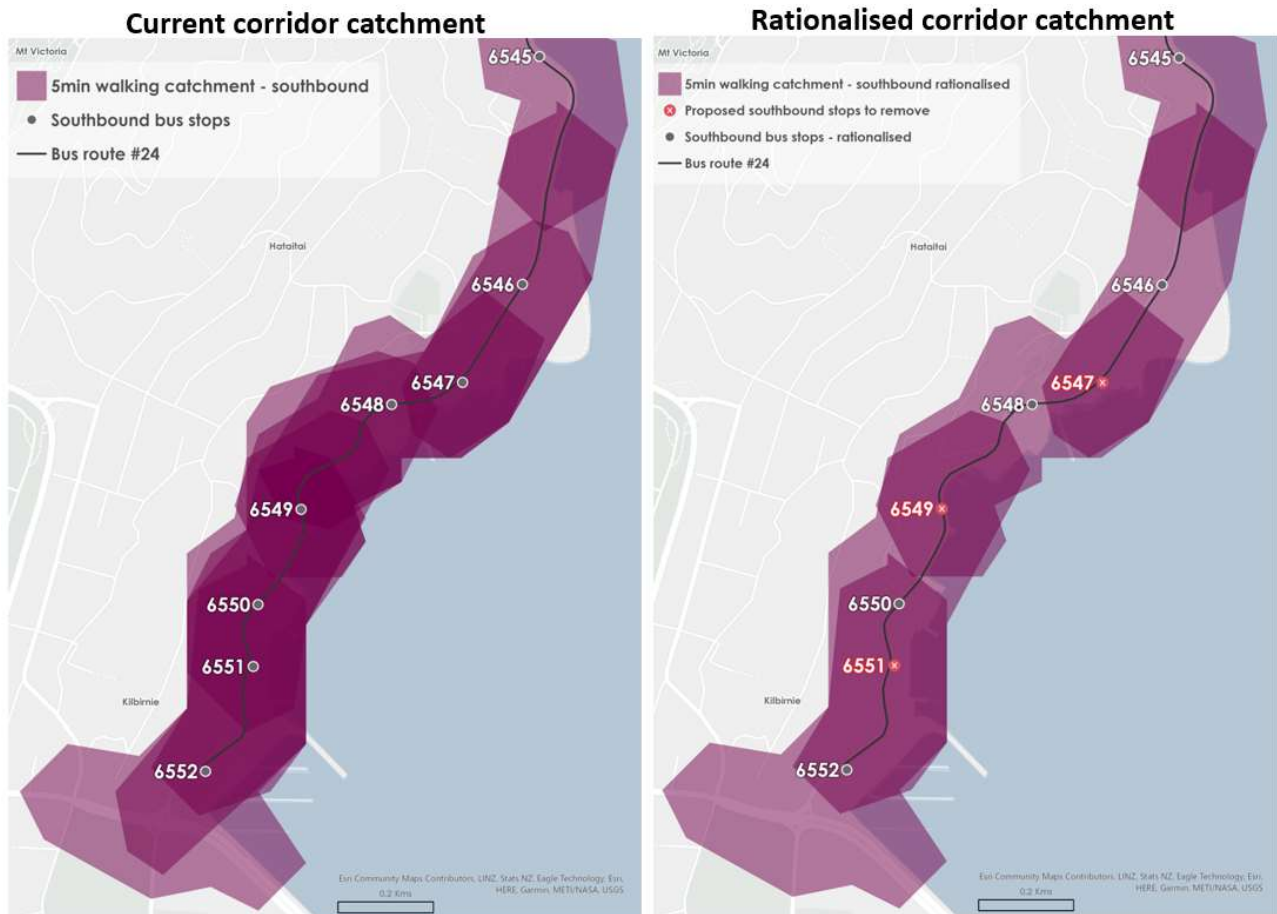 Current corridor catchment
Mt Victoria
5min walking catchment - southbound
Southbound bus stops
Bus route #24
6545
Hataitai
6546
6547
6548
6549
6550
6551
Kilbirnie
6552
Esri Community Maps Contributors, LINZ, Stats NZ, Eagle Technology, Esri,
HERE, Garmin, METI/NASA, USGS
0.2 Kms
Rationalised corridor catchment
Mt Victoria
5min walking catchment - southbound rationalised
Proposed southbound stops to remove
Southbound bus stops - rationalised
Bus route #24
6545
Hataitai
6546
6547
6548
6549
6550
6551
Kilbirnie
6552
Esri Community Maps Contributors, LINZ, Stats NZ, Eagle Technology, Esri,
HERE, Garmin, METI/NASA, USGS
0.2 Kms